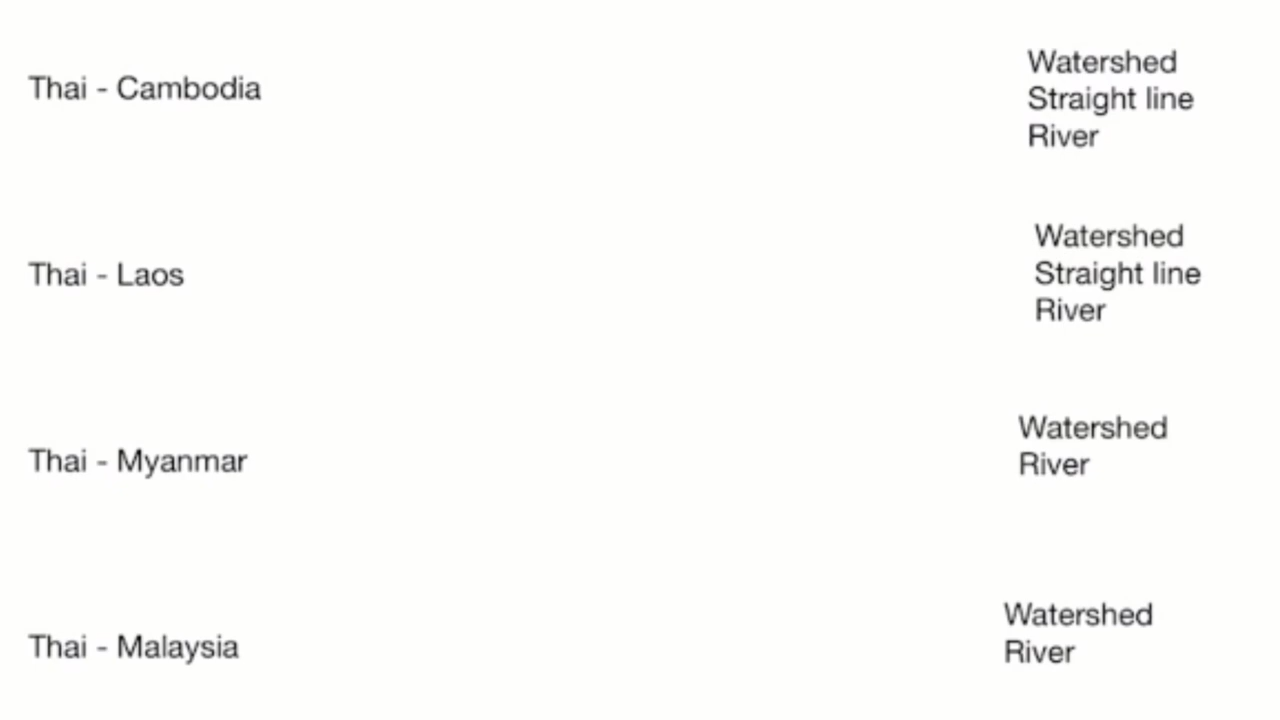 Thai - Cambodia
Watershed
Straight line
River
Thai - Laos
Watershed
Straight line
River
Thai - Myanmar
Watershed
River
Thai - Malaysia
Watershed
River